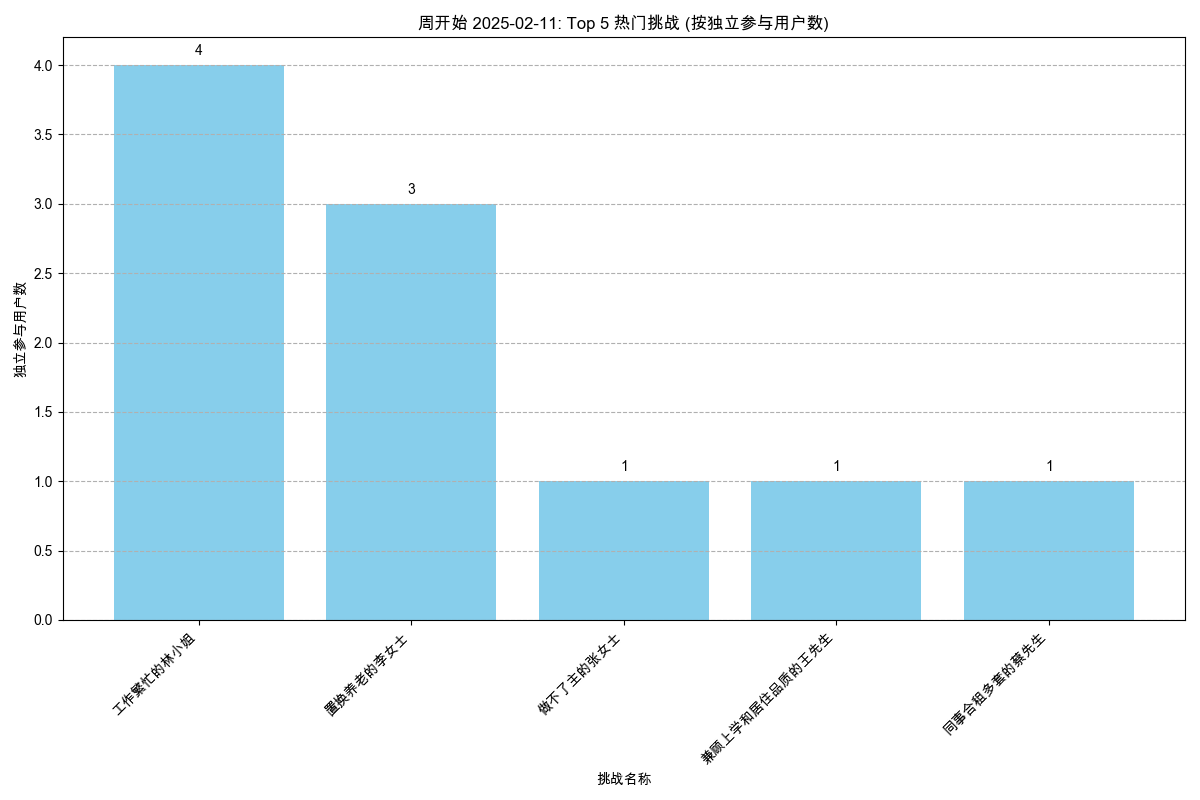 周开始 2025-02-11: Top 5 热门挑战 (按独立参与用户数)
独立参与用户数
4.0
3.5
3.0
2.5
2.0
1.5
1.0
0.5
0.0
4
3
1
1
1
工作繁忙的林小姐
置换养老的李女士
做不了主的张女士
兼顾上学和居住品质的王先生
同事合租多套的蔡先生
挑战名称